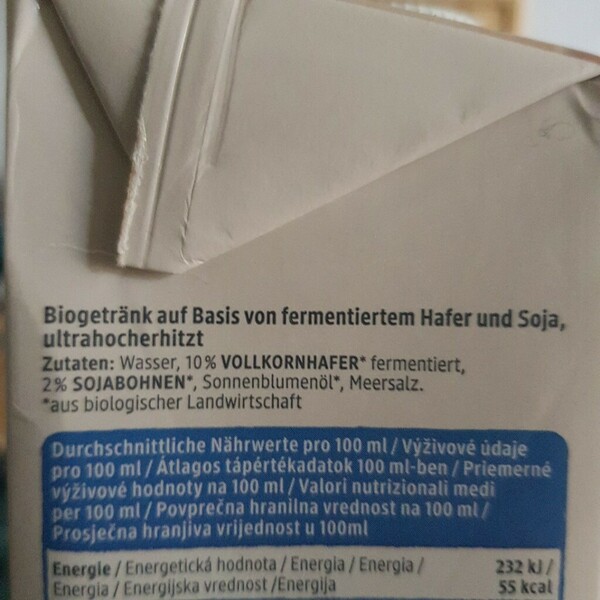 Biogetränk auf Basis von fermentiertem Hafer und Soja,
ultrahocherhitzt
Zutaten: Wasser, 10% VOLLKORNHAFER* fermentiert,
2% SOJABOHNEN*, Sonnenblumenöl*, Meersalz.
*aus biologischer Landwirtschaft
Durchschnittliche Nährwerte pro 100 ml / Výživové údaje
pro 100 ml / Átlagos tápértékadatok 100 ml-ben / Priemerné
výživové hodnoty na 100 ml / Valori nutrizionali medi
per 100 ml / Povprečna hranilna vrednost na 100 ml /
Prosječna hranjiva vrijednost u 100ml
Energie / Energetická hodnota / Energia / Energia / 232 kJ /
Energia / Energijska vrednost /Energija 55 kcal